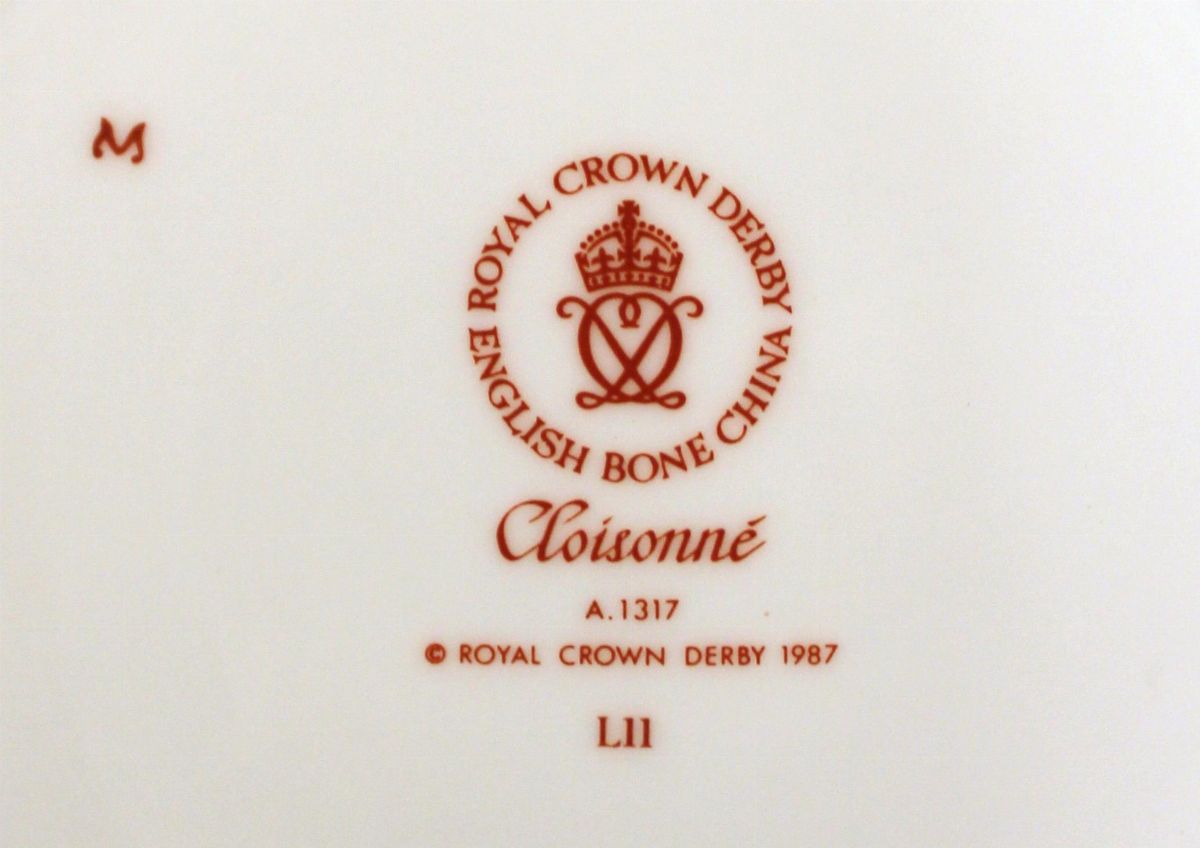 M
ROYAL CROWN DERBY
ENGLISH BONE CHINA
Cloisonné
A.1317
© ROYAL CROWN DERBY 1987
LII